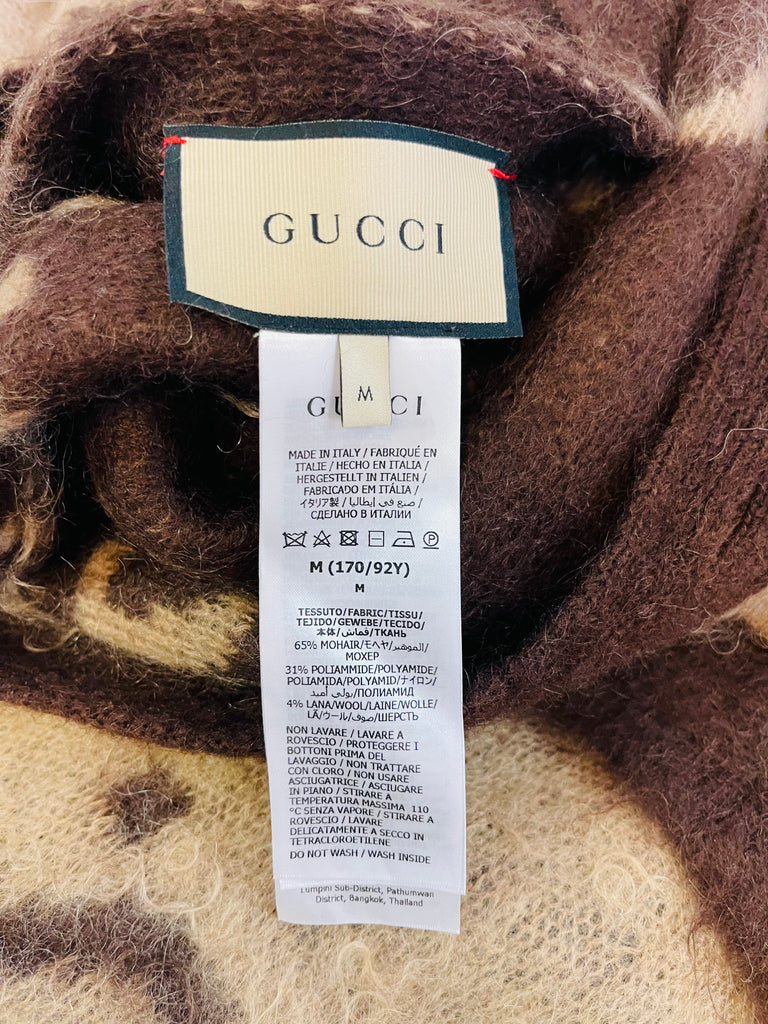 GUCCI
M
GUCCI
MADE IN ITALY / FABRIQUÉ EN
ITALIE / HECHO EN ITALIA /
HERGESTELLT IN ITALIEN /
FABRICADO EM ITÁLIA /
イタリア製 / صنع في إيطاليا /
СДЕЛАНО В ИТАЛИИ
M (170/92Y)
M
TESSUTO/FABRIC/TISSU/
TEJIDO/GEWEBE/TECIDO/
本体/قماش/ТКАНЬ
65% MOHAIR/الموهير/モヘヤ/
МОХЕР
31% POLIAMMIDE/POLYAMIDE/
POLIAMIDA/POLYAMID/ナイロン/
بولي أميد/ПОЛИАМИД
4% LANA/WOOL/LAINE/WOLLE/
LÃ/ウール/صوف/ШЕРСТЬ
NON LAVARE / LAVARE A
ROVESCIO / PROTEGGERE I
BOTTONI PRIMA DEL
LAVAGGIO / NON TRATTARE
CON CLORO / NON USARE
ASCIUGATRICE / ASCIUGARE
IN PIANO / STIRARE A
TEMPERATURA MASSIMA 110
°C SENZA VAPORE / STIRARE A
ROVESCIO / LAVARE
DELICATAMENTE A SECCO IN
TETRACLOROETILENE
DO NOT WASH / WASH INSIDE
Lumpini Sub-District, Pathumwan
District, Bangkok, Thailand